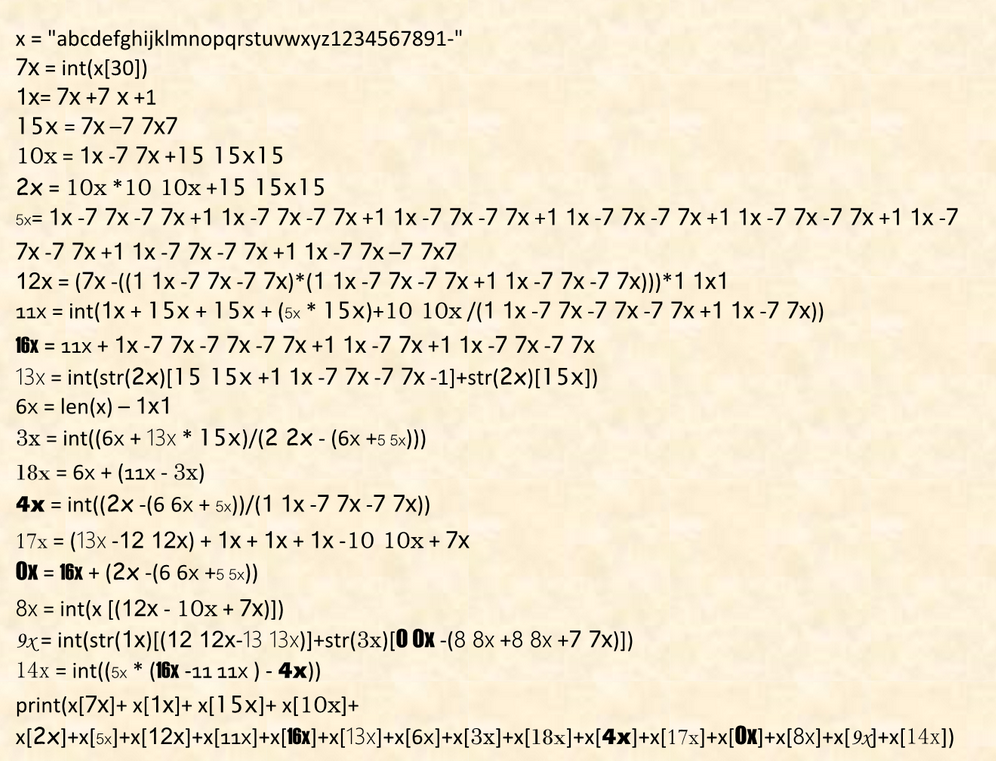 x = "abcdefghijklmnopqrstuvwxyz1234567891-"
7x = int(x[30])
1x= 7x +7 x +1
15x = 7x –7 7x7
10x = 1x -7 7x +15 15x15
2x = 10x *10 10x +15 15x15
5x= 1x -7 7x -7 7x +1 1x -7 7x -7 7x +1 1x -7 7x -7 7x +1 1x -7 7x -7 7x +1 1x -7 7x -7 7x +1 1x -7
7x -7 7x +1 1x -7 7x -7 7x +1 1x -7 7x –7 7x7
12x = (7x -((1 1x -7 7x -7 7x)*(1 1x -7 7x -7 7x +1 1x -7 7x -7 7x)))*1 1x1
11x = int(1x + 15x + 15x + (5x * 15x)+10 10x /(1 1x -7 7x -7 7x -7 7x +1 1x -7 7x))
16x = 11x + 1x -7 7x -7 7x -7 7x +1 1x -7 7x +1 1x -7 7x -7 7x
13x = int(str(2x)[15 15x +1 1x -7 7x -7 7x -1]+str(2x)[15x])
6x = len(x) – 1x1
3x = int((6x + 13x * 15x)/(2 2x - (6x +5 5x)))
18x = 6x + (11x - 3x)
4x = int((2x -(6 6x + 5x))/(1 1x -7 7x -7 7x))
17x = (13x -12 12x) + 1x + 1x + 1x -10 10x + 7x
0x = 16x + (2x -(6 6x +5 5x))
8x = int(x [(12x - 10x + 7x)])
9x= int(str(1x)[(12 12x-13 13x)]+str(3x)[0 0x -(8 8x +8 8x +7 7x)])
14x = int((5x * (16x -11 11x ) - 4x))
print(x[7x]+ x[1x]+ x[15x]+ x[10x]+
x[2x]+x[5x]+x[12x]+x[11x]+x[16x]+x[13x]+x[6x]+x[3x]+x[18x]+x[4x]+x[17x]+x[0x]+x[8x]+x[9x]+x[14x])